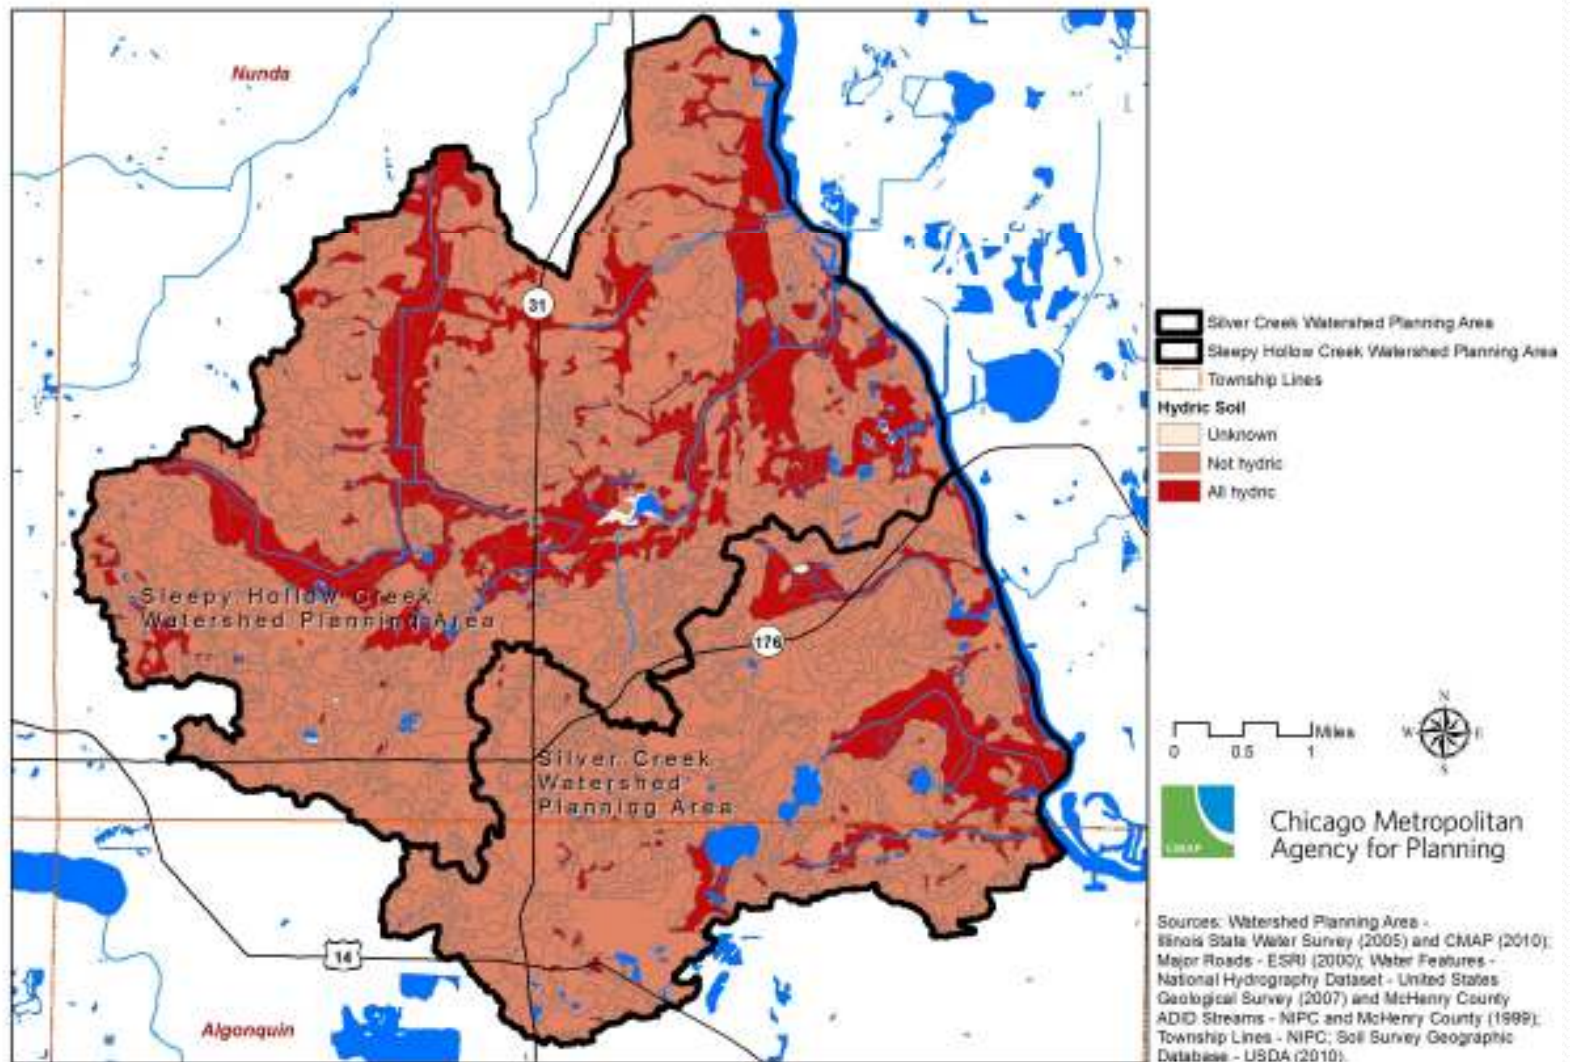 Nunda
31
Sleepy Hollow Creek
Watershed Planning Area
176
Silver Creek
Watershed
Planning Area
14
Algonquin
Silver Creek Watershed Planning Area
Sleepy Hollow Creek Watershed Planning Area
Township Lines
Hydric Soil
Unknown
Not hydric
All hydric
Miles
0 0.5 1
N
W E
S
CMAP
Chicago Metropolitan
Agency for Planning
Sources: Watershed Planning Area -
Illinois State Water Survey (2005) and CMAP (2010);
Major Roads - ESRI (2000); Water Features -
National Hydrography Dataset - United States
Geological Survey (2007) and McHenry County
ADID Streams - NIPC and McHenry County (1999);
Township Lines - NIPC; Soil Survey Geographic
Database - USDA (2010).